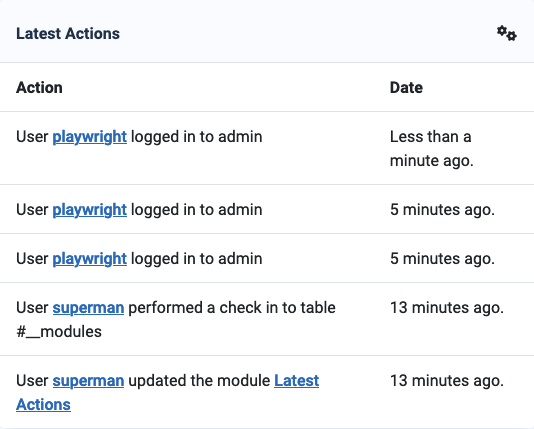 Latest Actions
Action Date
User playwright logged in to admin Less than a
minute ago.
User playwright logged in to admin 5 minutes ago.
User playwright logged in to admin 5 minutes ago.
User superman performed a check in to table 13 minutes ago.
#__modules
User superman updated the module Latest 13 minutes ago.
Actions